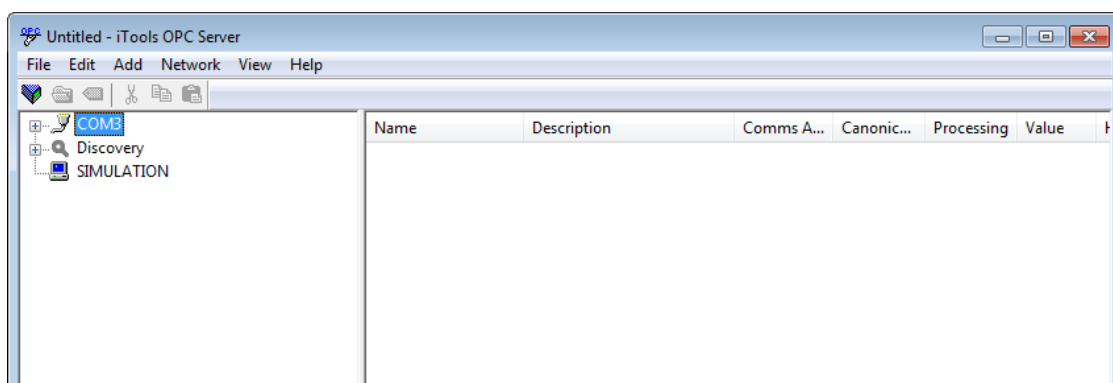 OPC Untitled - iTools OPC Server
File Edit Add Network View Help
COM3 Name Description Comms A... Canonic... Processing Value
Discovery
SIMULATION